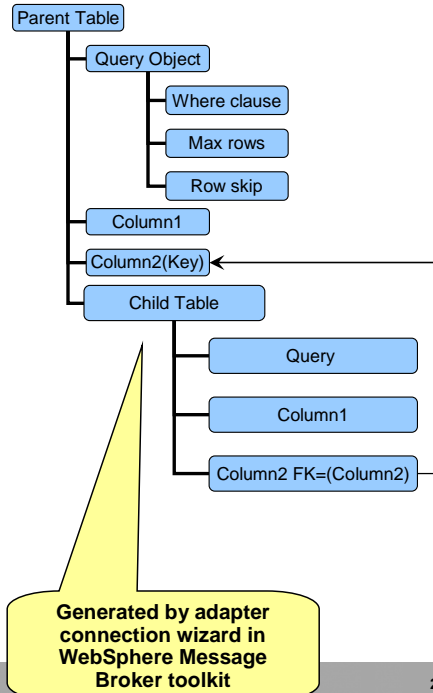 Parent Table
Query Object
Where clause
Max rows
Row skip
Column1
Column2(Key)
Child Table
Query
Column1
Column2 FK=(Column2)
Generated by adapter
connection wizard in
WebSphere Message
Broker toolkit